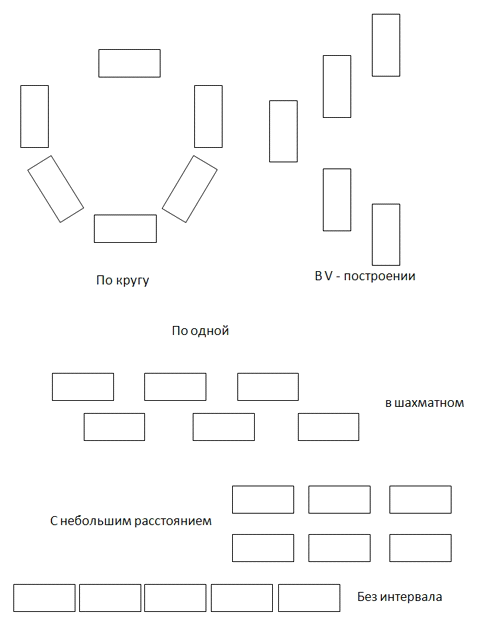 По кругу
В V - построении
По одной
в шахматном
С небольшим расстоянием
Без интервала